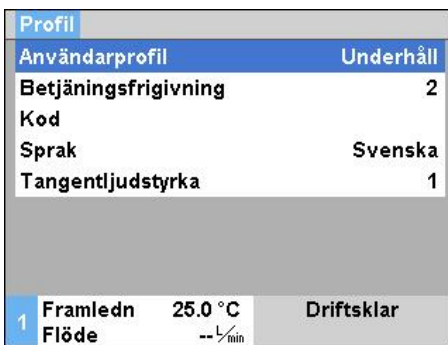 Profil
Användarprofil Underhåll
Betjäningsfrigivning 2
Kod
Sprak Svenska
Tangentljudstyrka 1
1 Framledn 25.0 °C Driftsklar
Flöde -- L/min